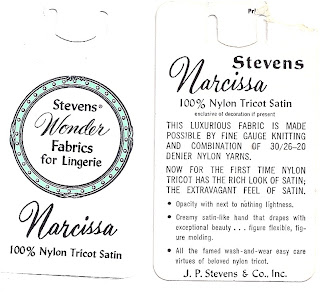 Stevens®
Wonder
Fabrics
for Lingerie
Narcissa
100% Nylon Tricot Satin
Stevens
Narcissa
100% Nylon Tricot Satin
exclusive of decoration if present
THIS LUXURIOUS FABRIC IS MADE
POSSIBLE BY FINE GAUGE KNITTING
AND COMBINATION OF 30/26-20
DENIER NYLON YARNS.
NOW FOR THE FIRST TIME NYLON
TRICOT HAS THE RICH LOOK OF SATIN;
THE EXTRAVAGANT FEEL OF SATIN.
• Opacity with next to nothing lightness.
• Creamy satin-like hand that drapes with
exceptional beauty . . . figure flexible, fig-
ure molding.
• All the famed wash-and-wear easy care
virtues of beloved nylon tricot.
J. P. Stevens & Co., Inc.